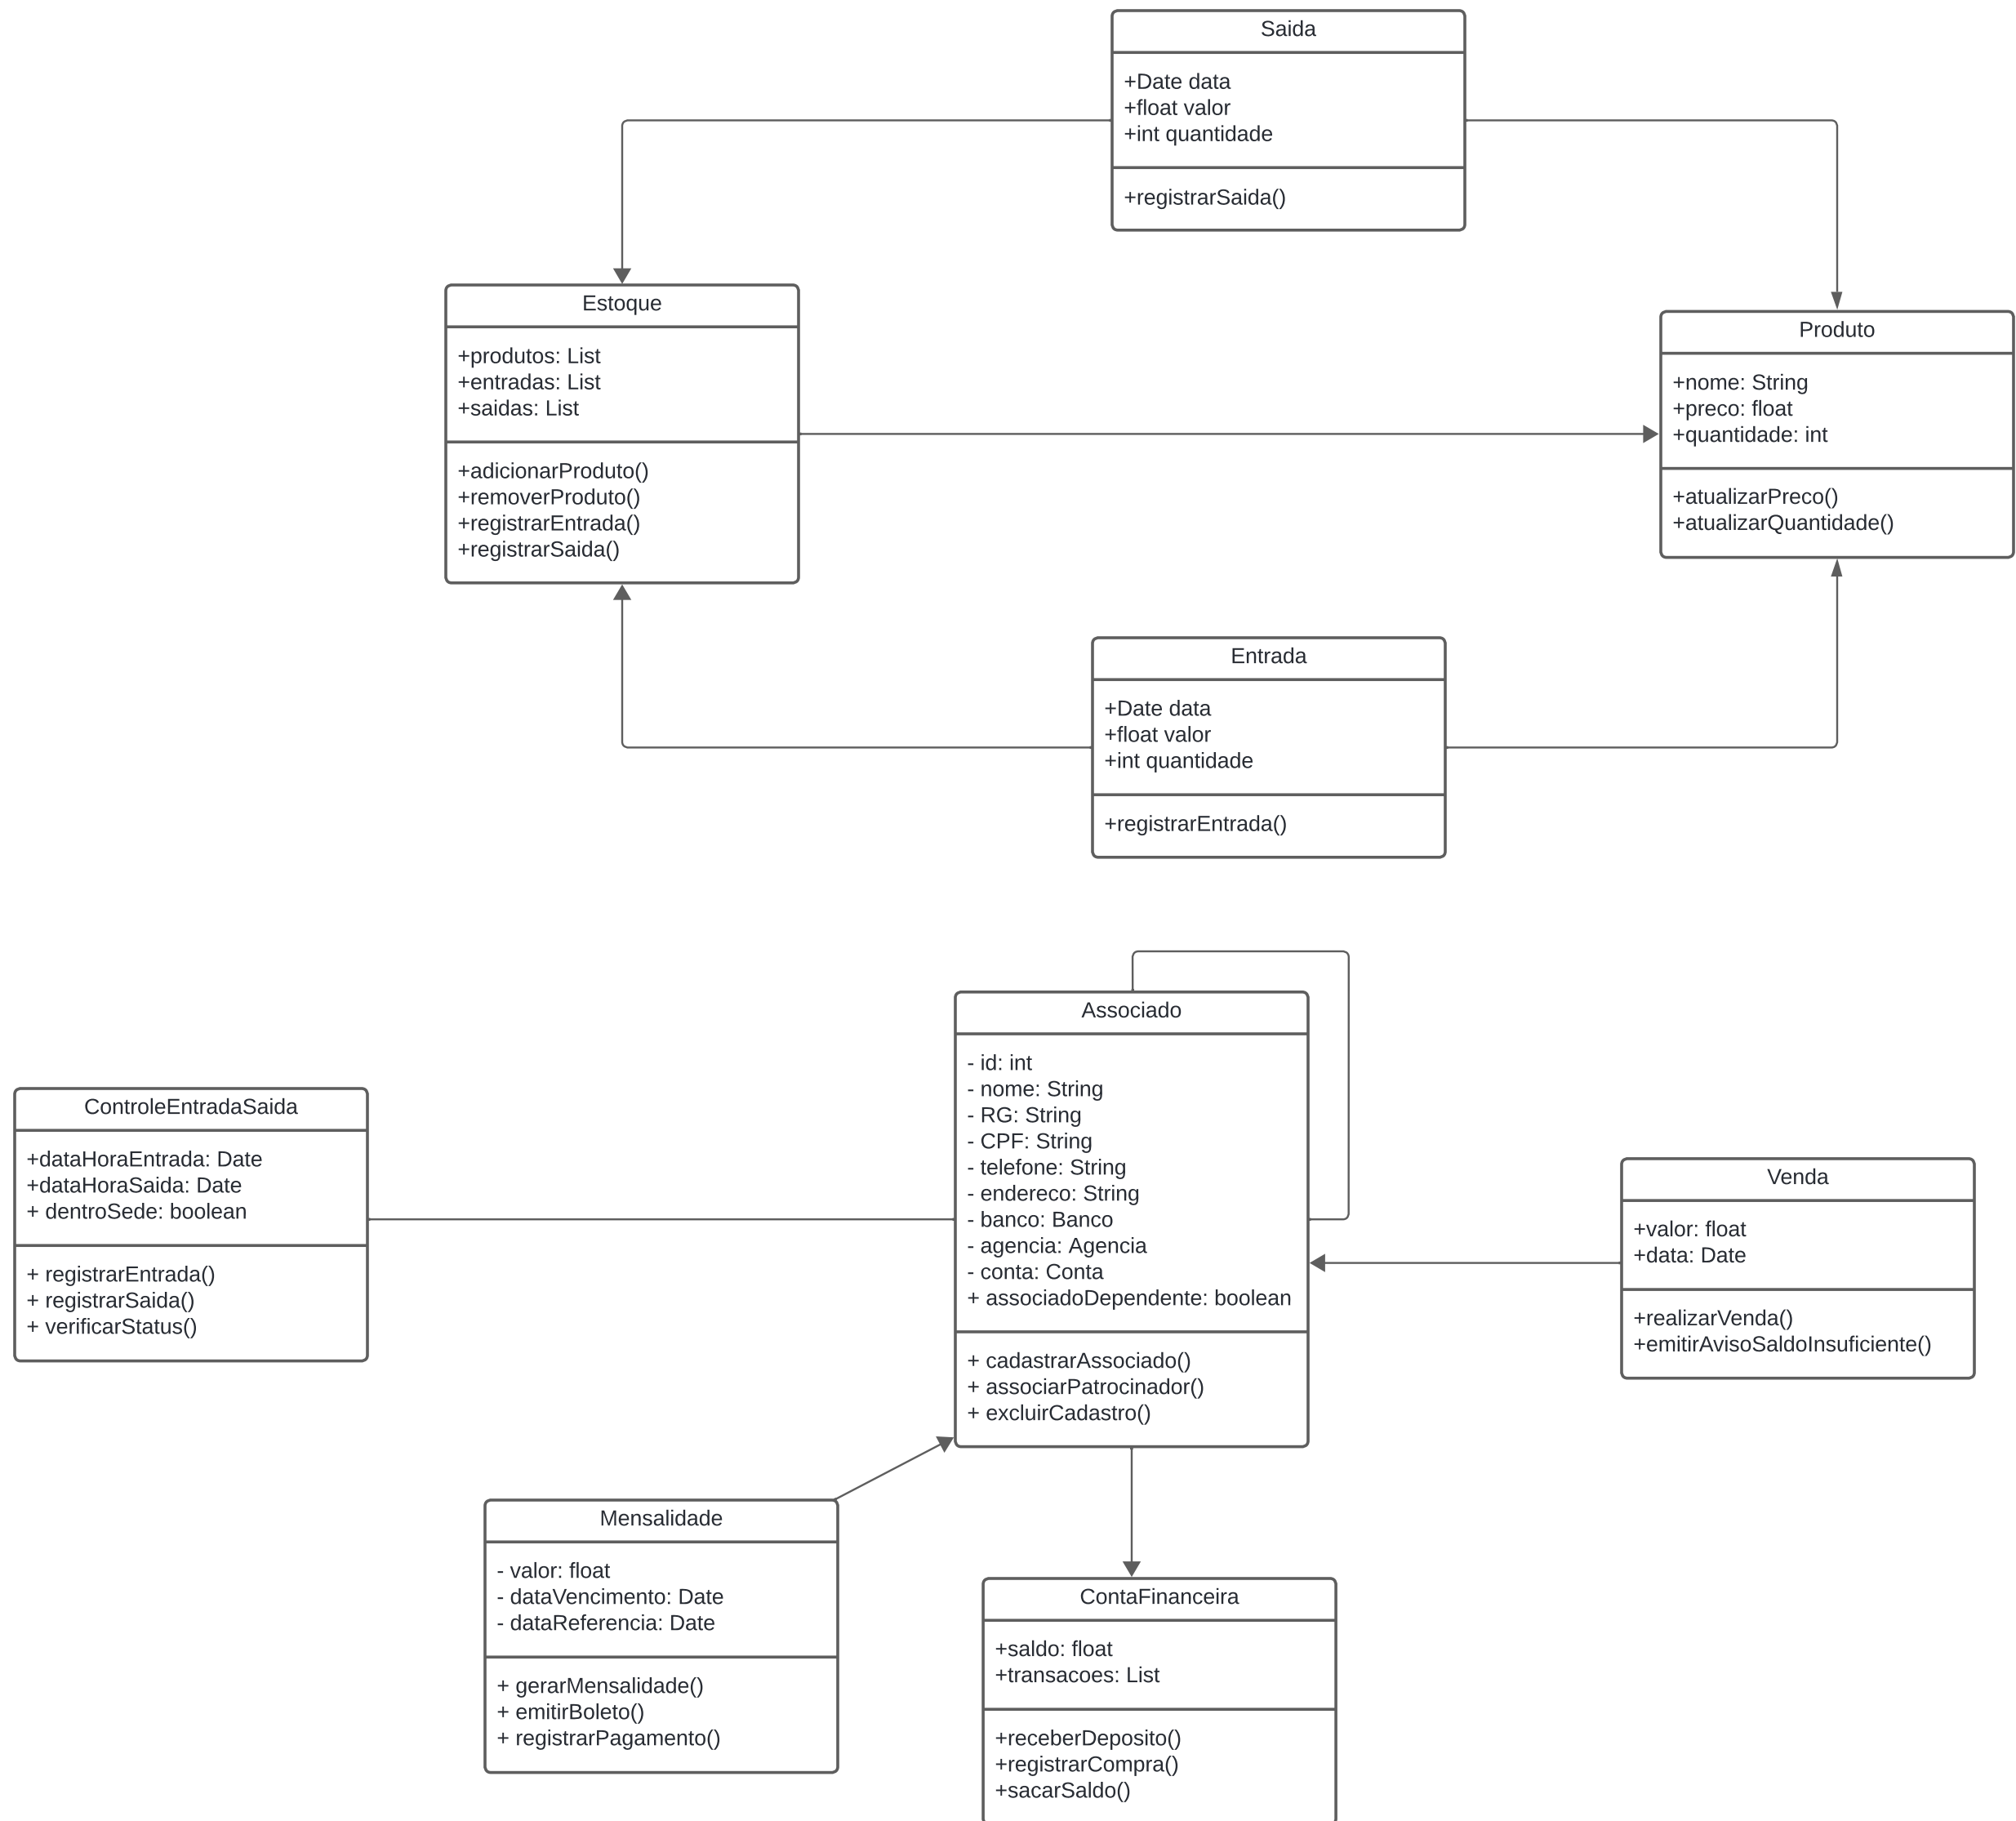 Saida
+Date data
+float valor
+int quantidade
+registrarSaida()
Estoque
+produtos: List
+entradas: List
+saidas: List
+adicionarProduto()
+removerProduto()
+registrarEntrada()
+registrarSaida()
Produto
+nome: String
+preco: float
+quantidade: int
+atualizarPreco()
+atualizarQuantidade()
Entrada
+Date data
+float valor
+int quantidade
+registrarEntrada()
Associado
- id: int
- nome: String
- RG: String
- CPF: String
- telefone: String
- endereco: String
- banco: Banco
- agencia: Agencia
- conta: Conta
+ associadoDependente: boolean
+ cadastrarAssociado()
+ associarPatrocinador()
+ excluirCadastro()
ControleEntradaSaida
+dataHoraEntrada: Date
+dataHoraSaida: Date
+ dentroSede: boolean
+ registrarEntrada()
+ registrarSaida()
+ verificarStatus()
Venda
+valor: float
+data: Date
+realizarVenda()
+emitirAvisoSaldoInsuficiente()
Mensalidade
- valor: float
- dataVencimento: Date
- dataReferencia: Date
+ gerarMensalidade()
+ emitirBoleto()
+ registrarPagamento()
ContaFinanceira
+saldo: float
+transacoes: List
+receberDeposito()
+registrarCompra()
+sacarSaldo()